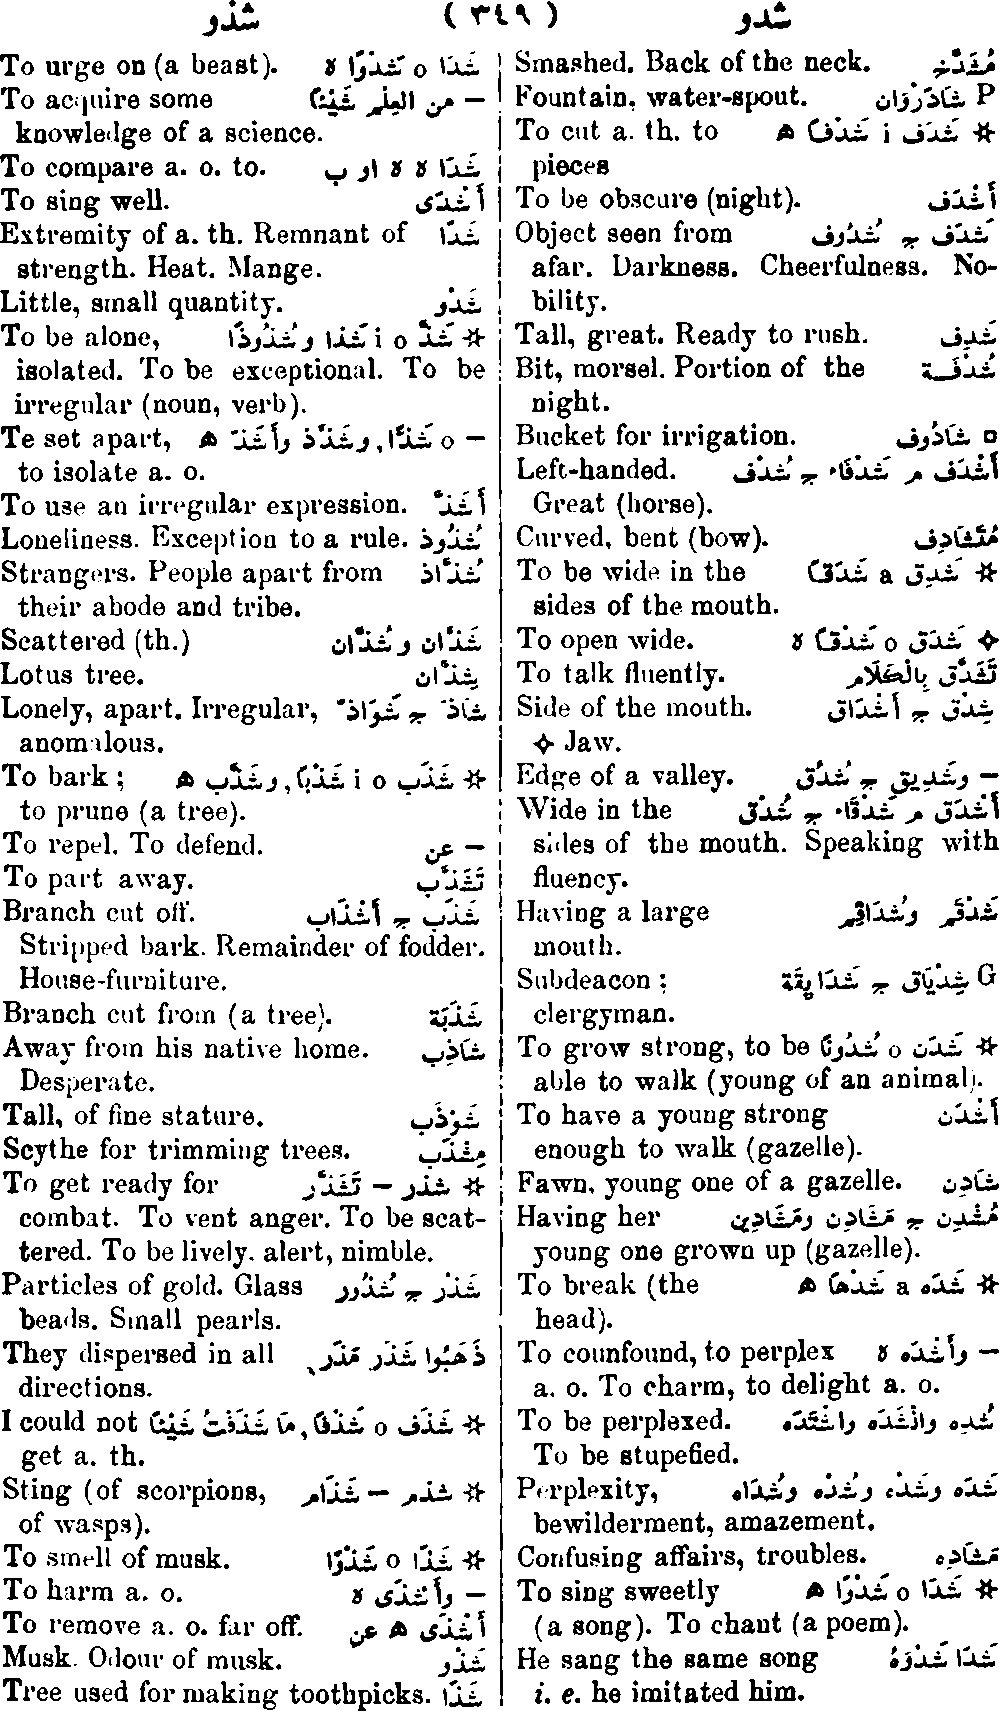 شذو ( ٣٤٩ ) شدو
Smashed. Back of the neck. مُشَدَّخ
Fountain, water-spout. شَاذَرْوَان P
To cut a. th. to شَدَف i شَدْفًا ه ✲
pieces
To be obscure (night). أَشْدَف
Object seen from شَدَف ج شُدُوف
afar. Darkness. Cheerfulness. No-
bility.
Tall, great. Ready to rush. شَدِف
Bit, morsel. Portion of the شُدْفَة
night.
Bucket for irrigation. شَادُوف □
Left-handed. أَشْدَف م شَدْفَاء ج شُدْف
Great (horse).
Curved, bent (bow). مُتَشَادِف
To be wide in the شَدِق a شَدَقًا ✲
sides of the mouth.
To open wide. شَدَق o شَدْقًا ه ✧
To talk fluently. تَشَدَّق بِالْكَلَام
Side of the mouth. شِدْق ج أَشْدَاق
✧ Jaw.
Edge of a valley. – وشَدِيق ج شُدُق
Wide in the أَشْدَق م شَدْقَاء ج شُدْق
sides of the mouth. Speaking with
fluency.
Having a large شَدْقَم وشُدَاقِم
mouth.
Subdeacon ; شِدْيَاق ج شَدَايِقَة G
clergyman.
To grow strong, to be شَدَن o شُدُونًا ✲
able to walk (young of an animal).
To have a young strong أَشْدَن
enough to walk (gazelle).
Fawn, young one of a gazelle. شَادِن
Having her مُشْدِن ج مَشَادِن ومَشَادِين
young one grown up (gazelle).
To break (the شَدَه a شَدْهًا ه ✲
head).
To counfound, to perplex – وأَشْدَه ه
a. o. To charm, to delight a. o.
To be perplexed. شُدِه وانْشَدَه واشْتَدَه
To be stupefied.
Perplexity, شَدَه وشَدْه وشُدْه وشُدَاه
bewilderment, amazement.
Confusing affairs, troubles. مَشَادِه
To sing sweetly شَدَا o شَدْوًا ه ✲
(a song). To chant (a poem).
He sang the same song شَدَا شَدْوَهُ
i. e. he imitated him.
To urge on (a beast). شَدَا o شَدْوًا ه
To acquire some – من العِلْمِ شَيْئًا
knowledge of a science.
To compare a. o. to. شَدَا ه ه او ب
To sing well. أَشْدَى
Extremity of a. th. Remnant of شَدًا
strength. Heat. Mange.
Little, small quantity. شَدْو
To be alone, شَذَّ i o شَذًّا وشُذُوذًا ✲
isolated. To be exceptional. To be
irregular (noun, verb).
Te set apart, – o شَذًّا, وشَذَّذ وأَشَذَّ ه
to isolate a. o.
To use an irregular expression. أَشَذَّ
Loneliness. Exception to a rule. شُذُوذ
Strangers. People apart from شُذَّاذ
their abode and tribe.
Scattered (th.) شَذَّان وشُذَّان
Lotus tree. شِذَّان
Lonely, apart. Irregular, شَاذّ ج شَوَاذّ
anomalous.
To bark ; شَذَب i o شَذْبًا, وشَذَّب ه ✲
to prune (a tree).
To repel. To defend. – عن
To part away. تَشَذَّب
Branch cut off. شَذَب ج أَشْذَاب
Stripped bark. Remainder of fodder.
House-furniture.
Branch cut from (a tree). شَذَبَة
Away from his native home. شَاذِب
Desperate.
Tall, of fine stature. شَوْذَب
Scythe for trimming trees. مِشْذَب
To get ready for شذر – تَشَذَّر ✲
combat. To vent anger. To be scat-
tered. To be lively. alert, nimble.
Particles of gold. Glass شَذْر ج شُذُور
beads. Small pearls.
They dispersed in all ذَهَبُوا شَذَرَ مَذَرَ
directions.
I could not شَذَف o شَذْفًا, مَا شَذَفْتُ شَيْئًا ✲
get a. th.
Sting (of scorpions, شذم – شَذَام ✲
of wasps).
To smell of musk. شَذَا o شَذْوًا ✲
To harm a. o. – وأَشْذَى ه
To remove a. o. far off. أَشْذَى ه عن
Musk. Odour of musk. شَذْو
Tree used for making toothpicks. شَذًا